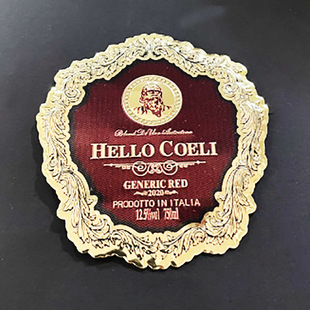 HELLO COELI
GENERIC RED
2020
PRODOTTO IN ITALIA
12.5%vol 750ml